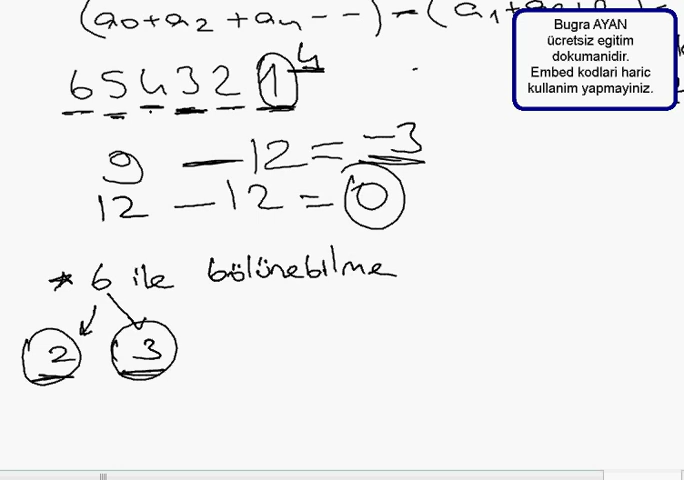 (a0+a2+a4--)-(a1+
Bugra AYAN
ücretsiz egitim
dokumanidir.
Embed kodlari haric
kullanim yapmayiniz.
654321 4
9 - 12 = -3
12 - 12 = 0
* 6 ile bölünebilme
2 3